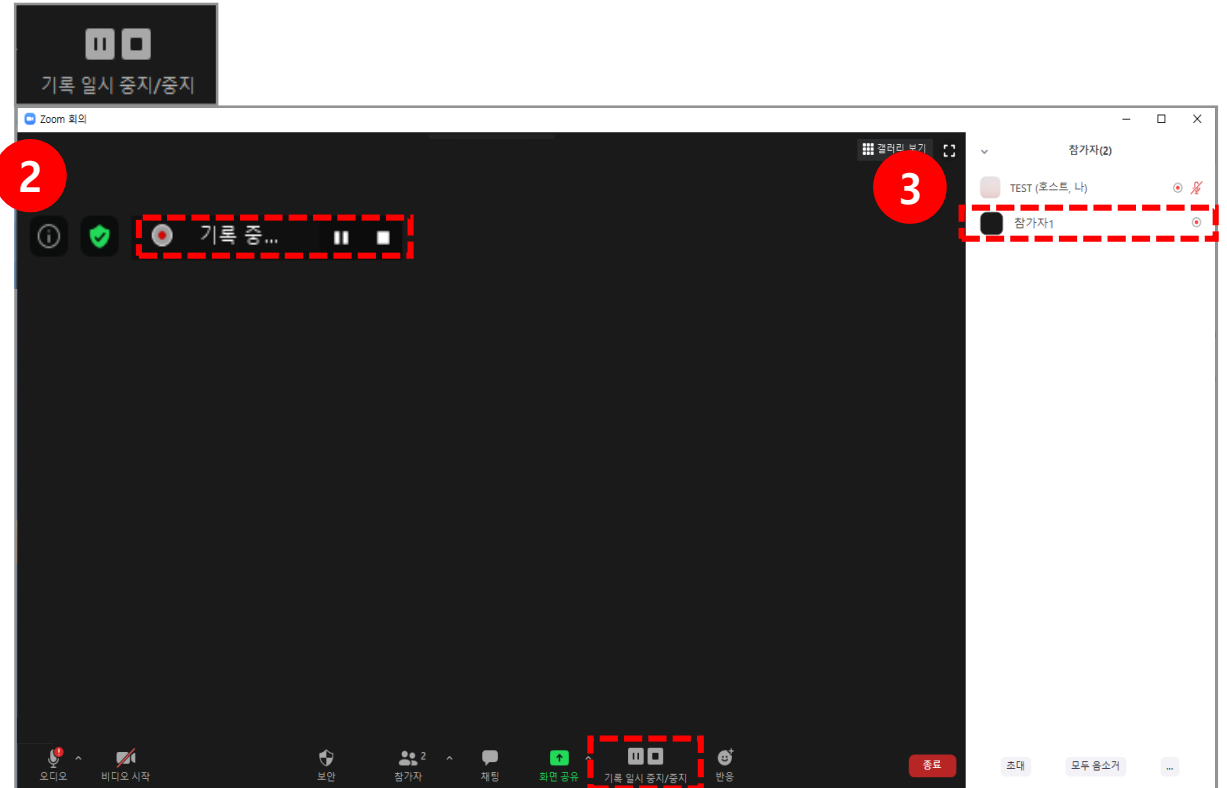 기록 일시 중지/중지
Zoom 회의
2
갤러리 보기
3
참가자(2)
TEST (호스트, 나)
참가자1
기록 중...
오디오
비디오 시작
보안
2
참가자
채팅
화면 공유
기록 일시 중지/중지
반응
종료
초대
모두 음소거
...